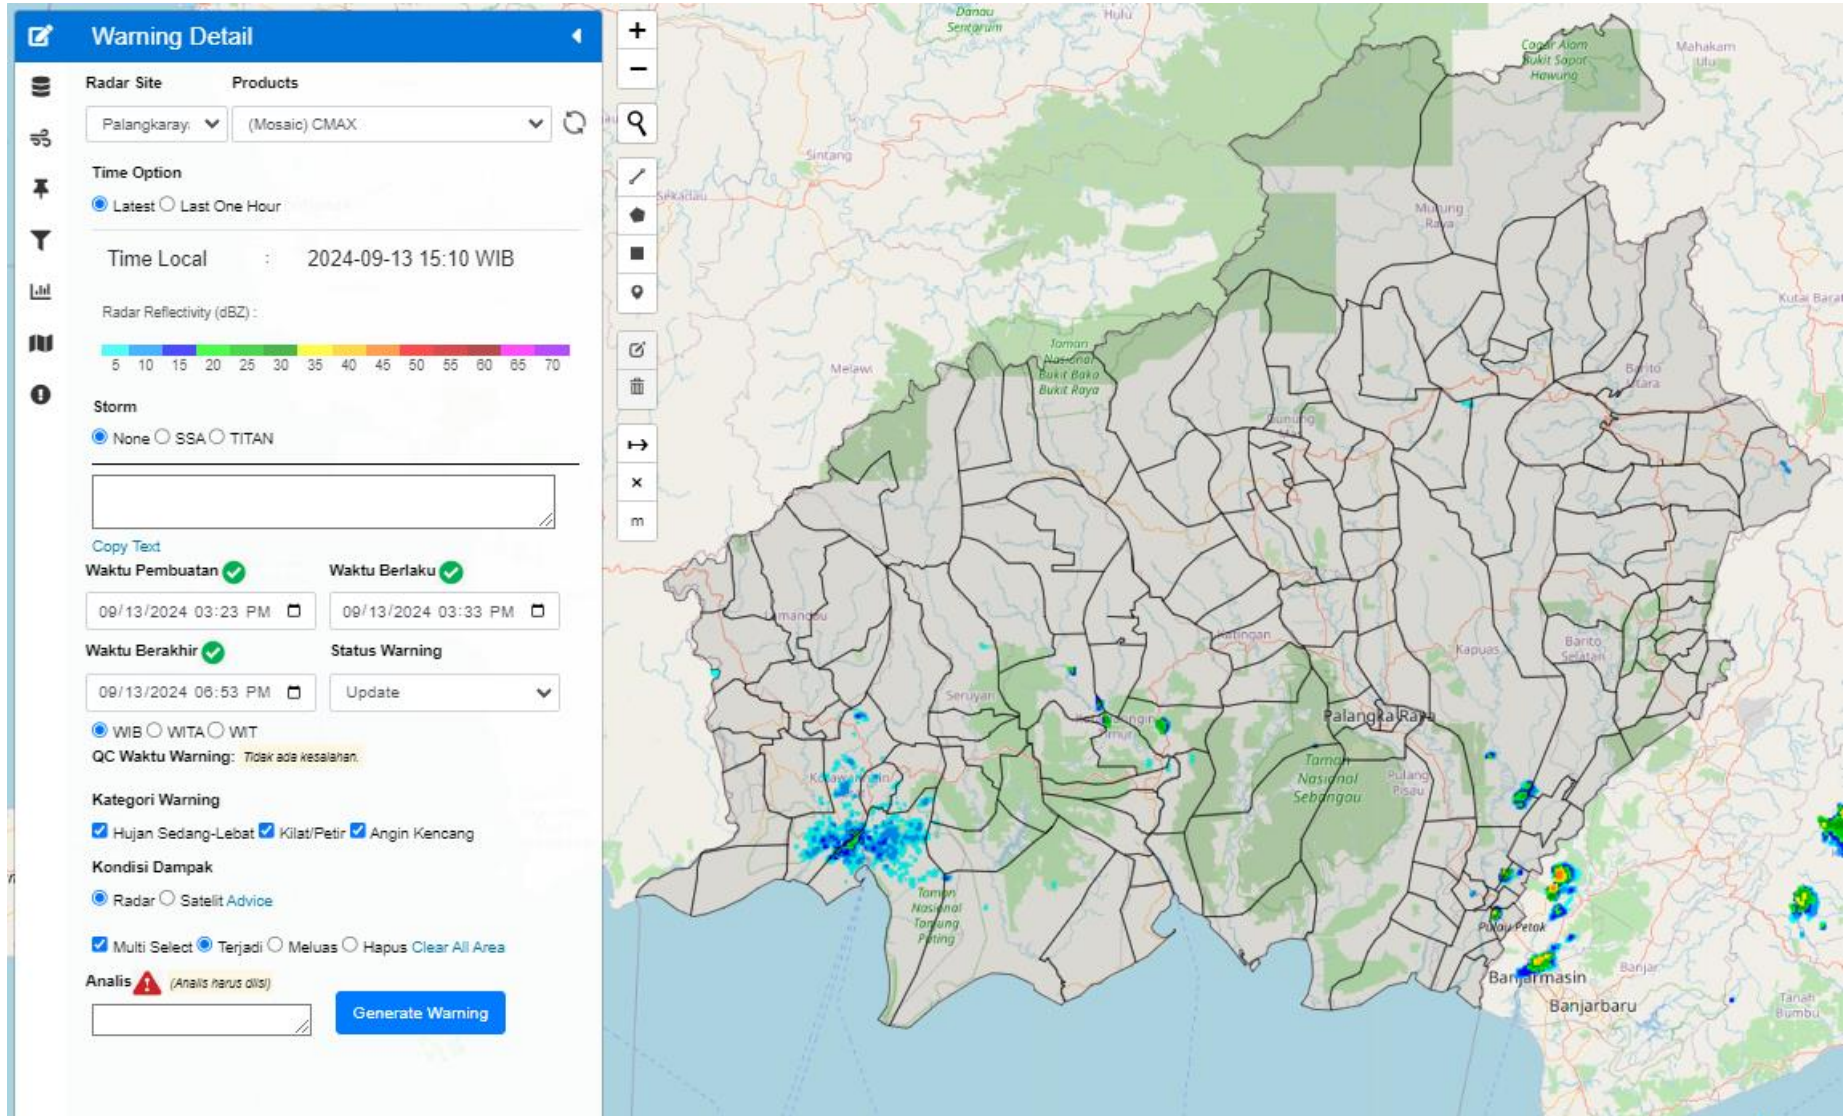 Warning Detail
Radar Site Products
Palangkaray. (Mosaic) CMAX
Time Option
Latest Last One Hour
Time Local : 2024-09-13 15:10 WIB
Radar Reflectivity (dBZ) :
5 10 15 20 25 30 35 40 45 50 55 60 65 70
Storm
None SSA TITAN
Copy Text
Waktu Pembuatan Waktu Berlaku
09/13/2024 03:23 PM 09/13/2024 03:33 PM
Waktu Berakhir Status Warning
09/13/2024 06:53 PM Update
WIB WITA WIT
QC Waktu Warning: Tidak ada kesalahan.
Kategori Warning
Hujan Sedang-Lebat Kilat/Petir Angin Kencang
Kondisi Dampak
Radar Satelit Advice
Multi Select Terjadi Meluas Hapus Clear All Area
Analis (Analis harus diisi)
Generate Warning
+
−
m
Danau
Sentarum
Hulu
Cagar Alam
Bukit Sapat
Hawung
Mahakam
Ulu
Sintang
Sekadau
Murung
Raya
Kutai Barat
Melawi
Taman
Nasional
Bukit Baka
Bukit Raya
Barito
Utara
Gunung
Lamandau
Katingan
Kapuas
Barito
Selatan
Seruyan
Timur
Palangka Raya
Taman
Nasional
Sebangau
Pulang
Pisau
Taman
Nasional
Tanjung
Puting
Pulau Petak
Banjarmasin
Banjar
Banjarbaru
Tanah
Bumbu